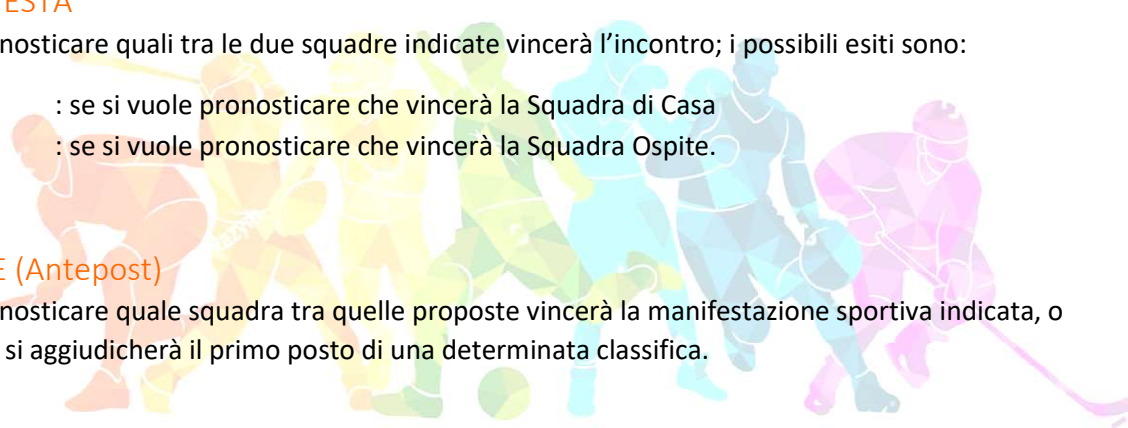 ESTA
nosticare quali tra le due squadre indicate vincerà l’incontro; i possibili esiti sono:
: se si vuole pronosticare che vincerà la Squadra di Casa
: se si vuole pronosticare che vincerà la Squadra Ospite.
E (Antepost)
nosticare quale squadra tra quelle proposte vincerà la manifestazione sportiva indicata, o
si aggiudicherà il primo posto di una determinata classifica.